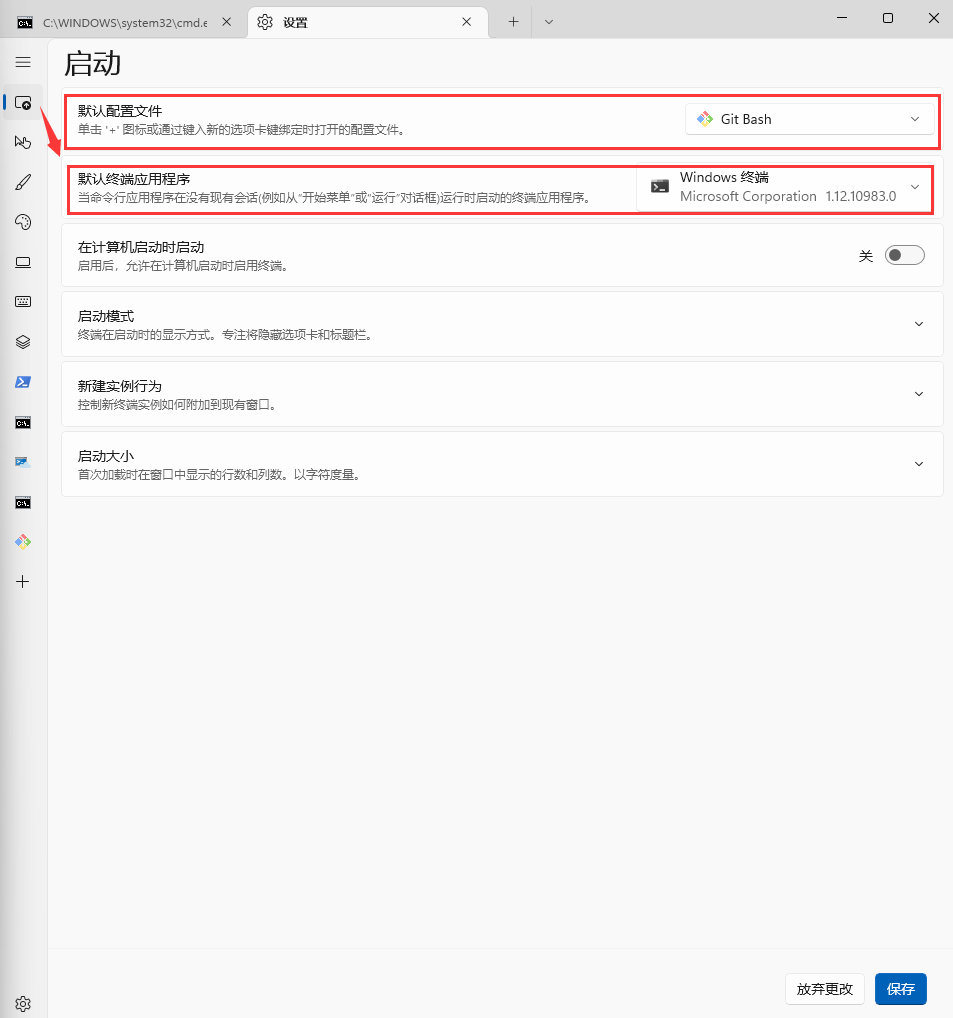 C:\WINDOWS\system32\cmd.e
设置
启动
默认配置文件
单击 '+' 图标或通过键入新的选项卡键绑定时打开的配置文件。
Git Bash
默认终端应用程序
当命令行应用程序在没有现有会话(例如从"开始菜单"或"运行"对话框)运行时启动的终端应用程序。
Windows 终端
Microsoft Corporation 1.12.10983.0
在计算机启动时启动
启用后，允许在计算机启动时启用终端。
关
启动模式
终端在启动时的显示方式。专注将隐藏选项卡和标题栏。
新建实例行为
控制新终端实例如何附加到现有窗口。
启动大小
首次加载时在窗口中显示的行数和列数。以字符度量。
放弃更改
保存